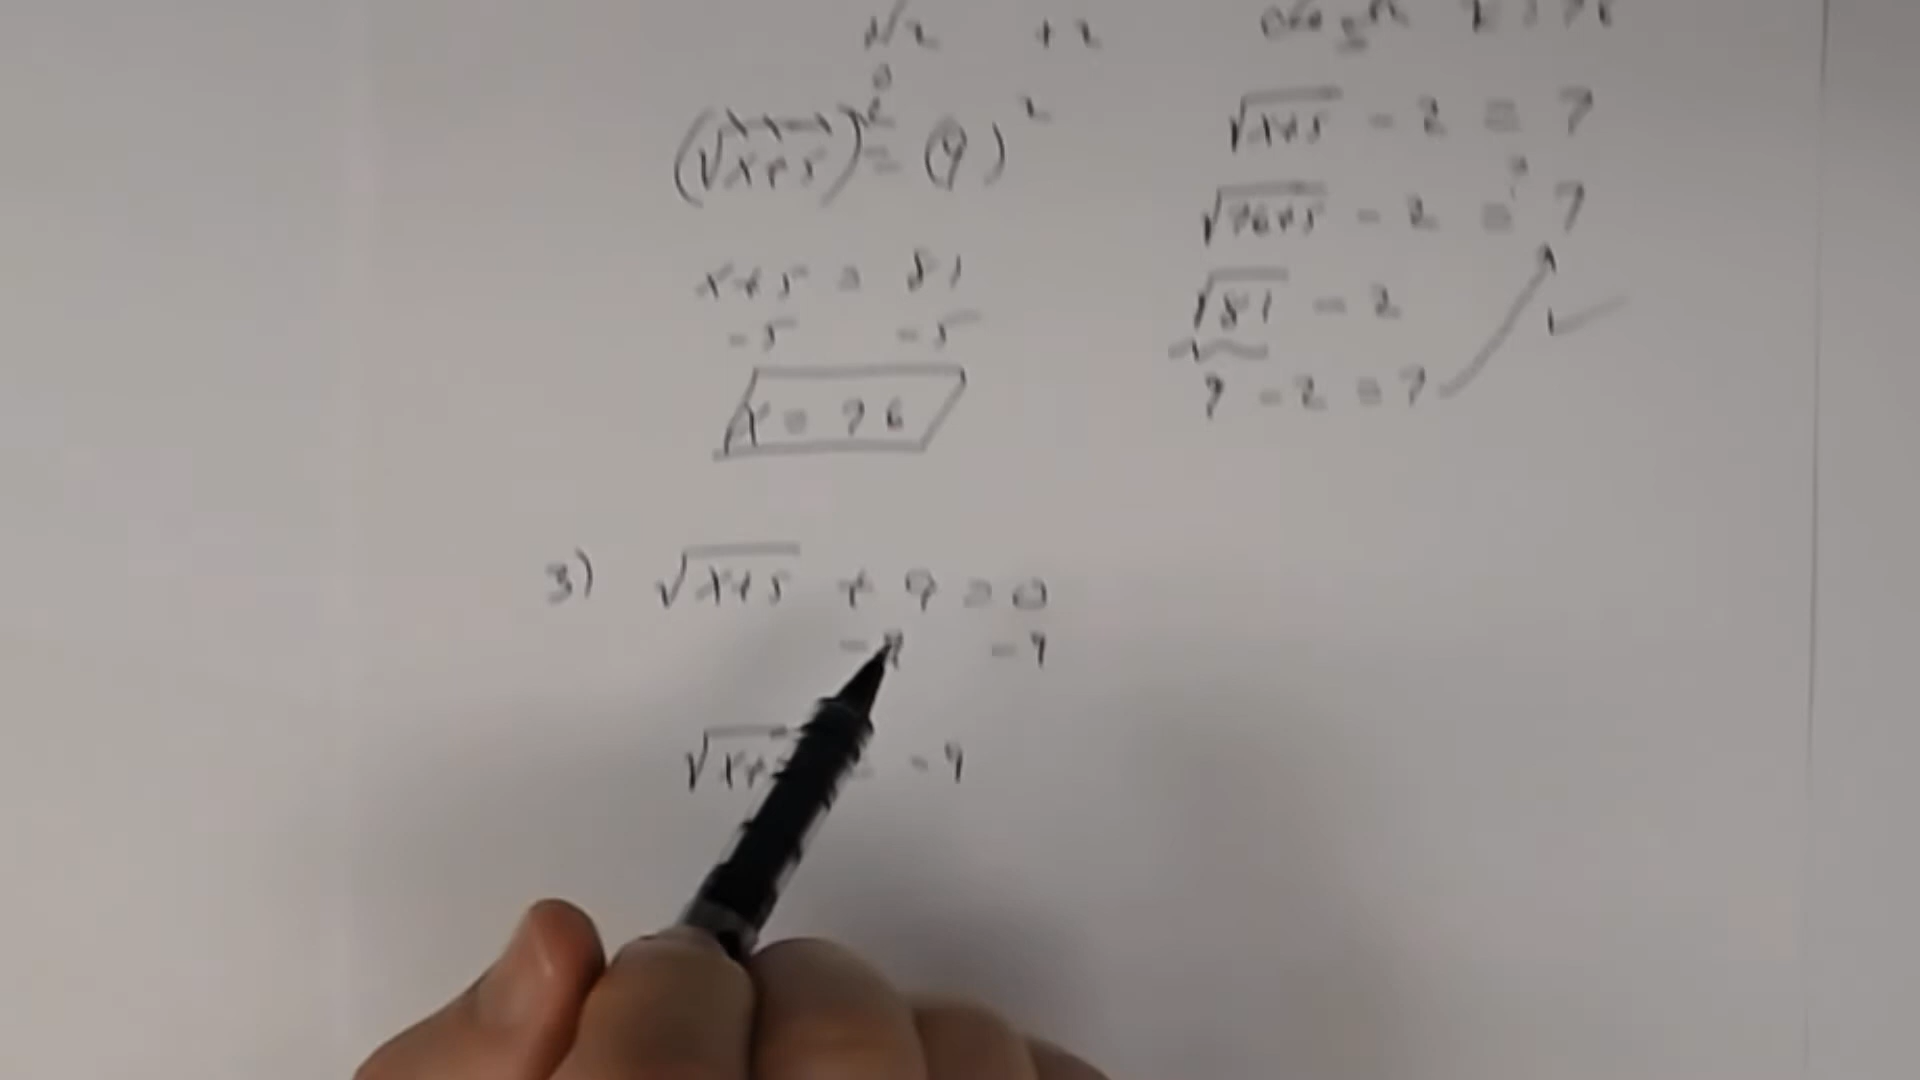 +2
(√x+5)² = (9)²
x+5 = 81
-5 -5
x = 76
√x+5 - 2 = 7
√76+5 - 2 ≟ 7
√81 - 2
9 - 2 = 7 ✓
3) √x+5 + 9 = 0
-9 -9
√x+ = -9